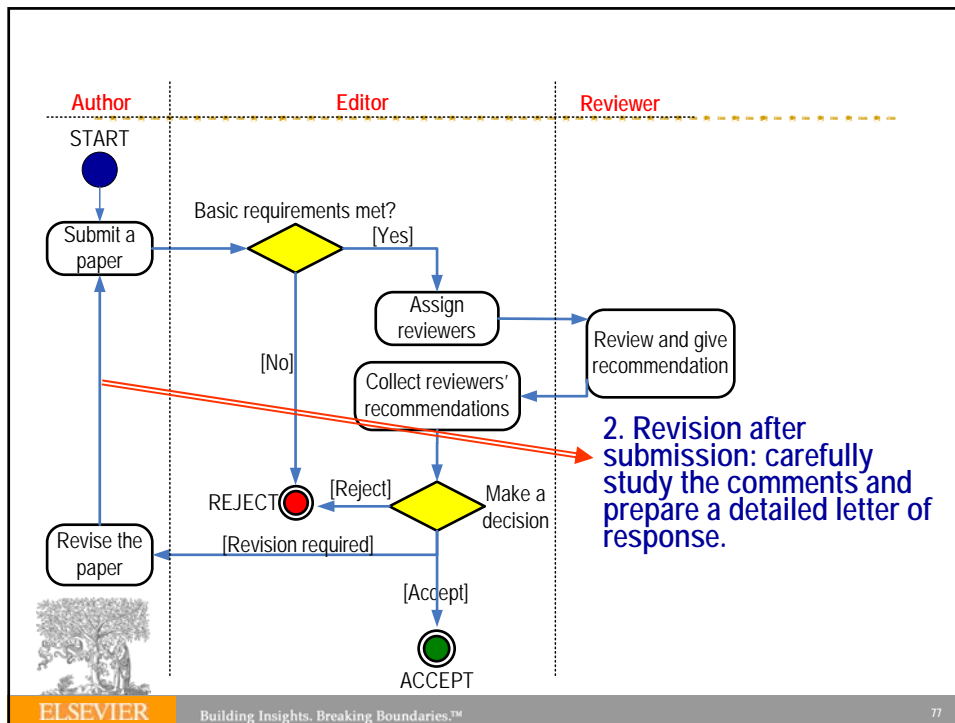 Author
Editor
Reviewer
START
Basic requirements met?
Submit a
paper
[Yes]
Assign
reviewers
Review and give
recommendation
[No]
Collect reviewers'
recommendations
2. Revision after
submission: carefully
study the comments and
prepare a detailed letter of
response.
REJECT
[Reject]
Make a
decision
Revise the
paper
[Revision required]
[Accept]
ACCEPT
ELSEVIER
Building Insights. Breaking Boundaries.™
77